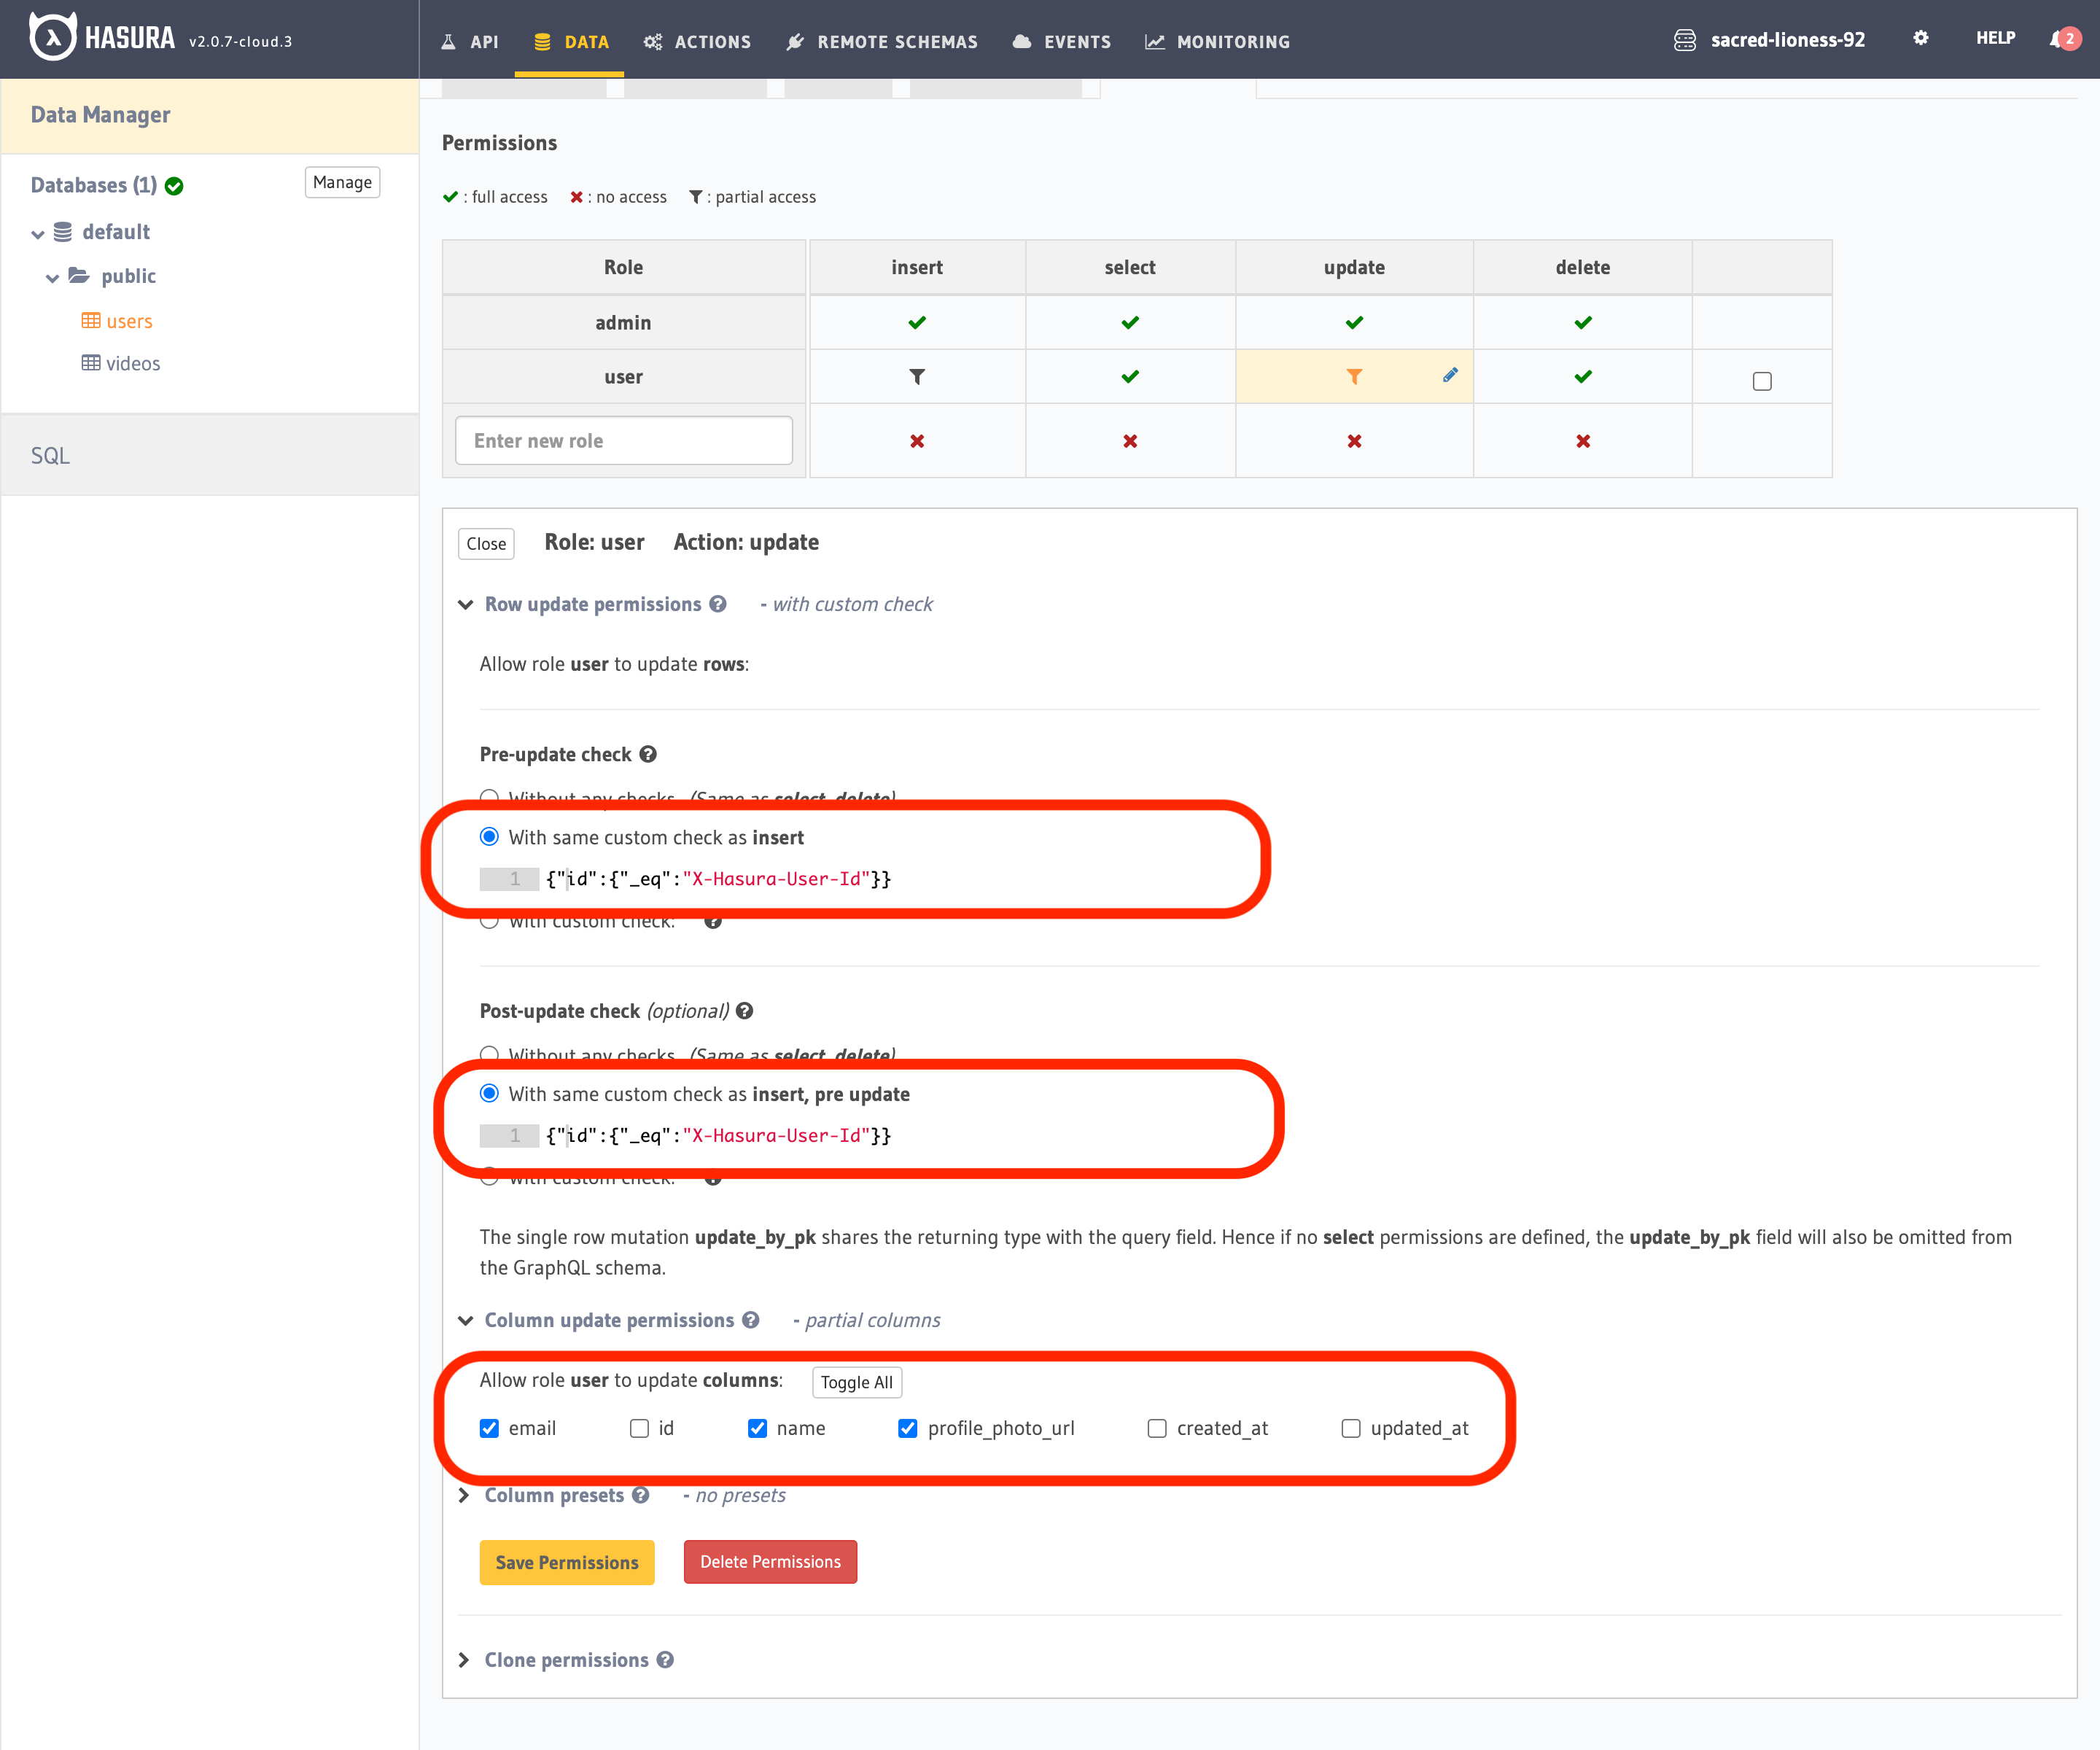 HASURA v2.0.7-cloud.3
API DATA ACTIONS REMOTE SCHEMAS EVENTS MONITORING sacred-lioness-92 HELP 2
Data Manager
Databases (1) Manage
default
public
users
videos
SQL
Permissions
: full access : no access : partial access
Role insert select update delete
admin
user
Enter new role
Close Role: user Action: update
Row update permissions - with custom check
Allow role user to update rows:
Pre-update check
Without any checks (Same as select, delete)
With same custom check as insert
1 {"id":{"_eq":"X-Hasura-User-Id"}}
With custom check:
Post-update check (optional)
Without any checks (Same as select, delete)
With same custom check as insert, pre update
1 {"id":{"_eq":"X-Hasura-User-Id"}}
With custom check:
The single row mutation update_by_pk shares the returning type with the query field. Hence if no select permissions are defined, the update_by_pk field will also be omitted from
the GraphQL schema.
Column update permissions - partial columns
Allow role user to update columns: Toggle All
email id name profile_photo_url created_at updated_at
Column presets - no presets
Save Permissions Delete Permissions
Clone permissions